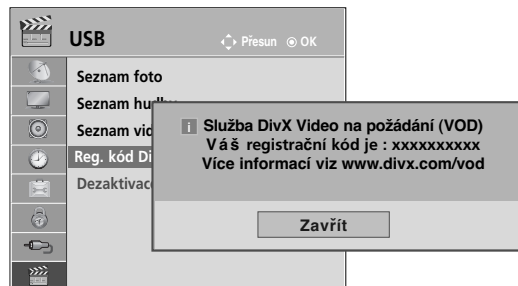 USB
Přesun OK
Seznam foto
Seznam hu
Seznam vid
Reg. kód Di
Dezaktivac
i Služba DivX Video na požádání (VOD)
Váš registrační kód je : xxxxxxxxxx
Více informací viz www.divx.com/vod
Zavřít